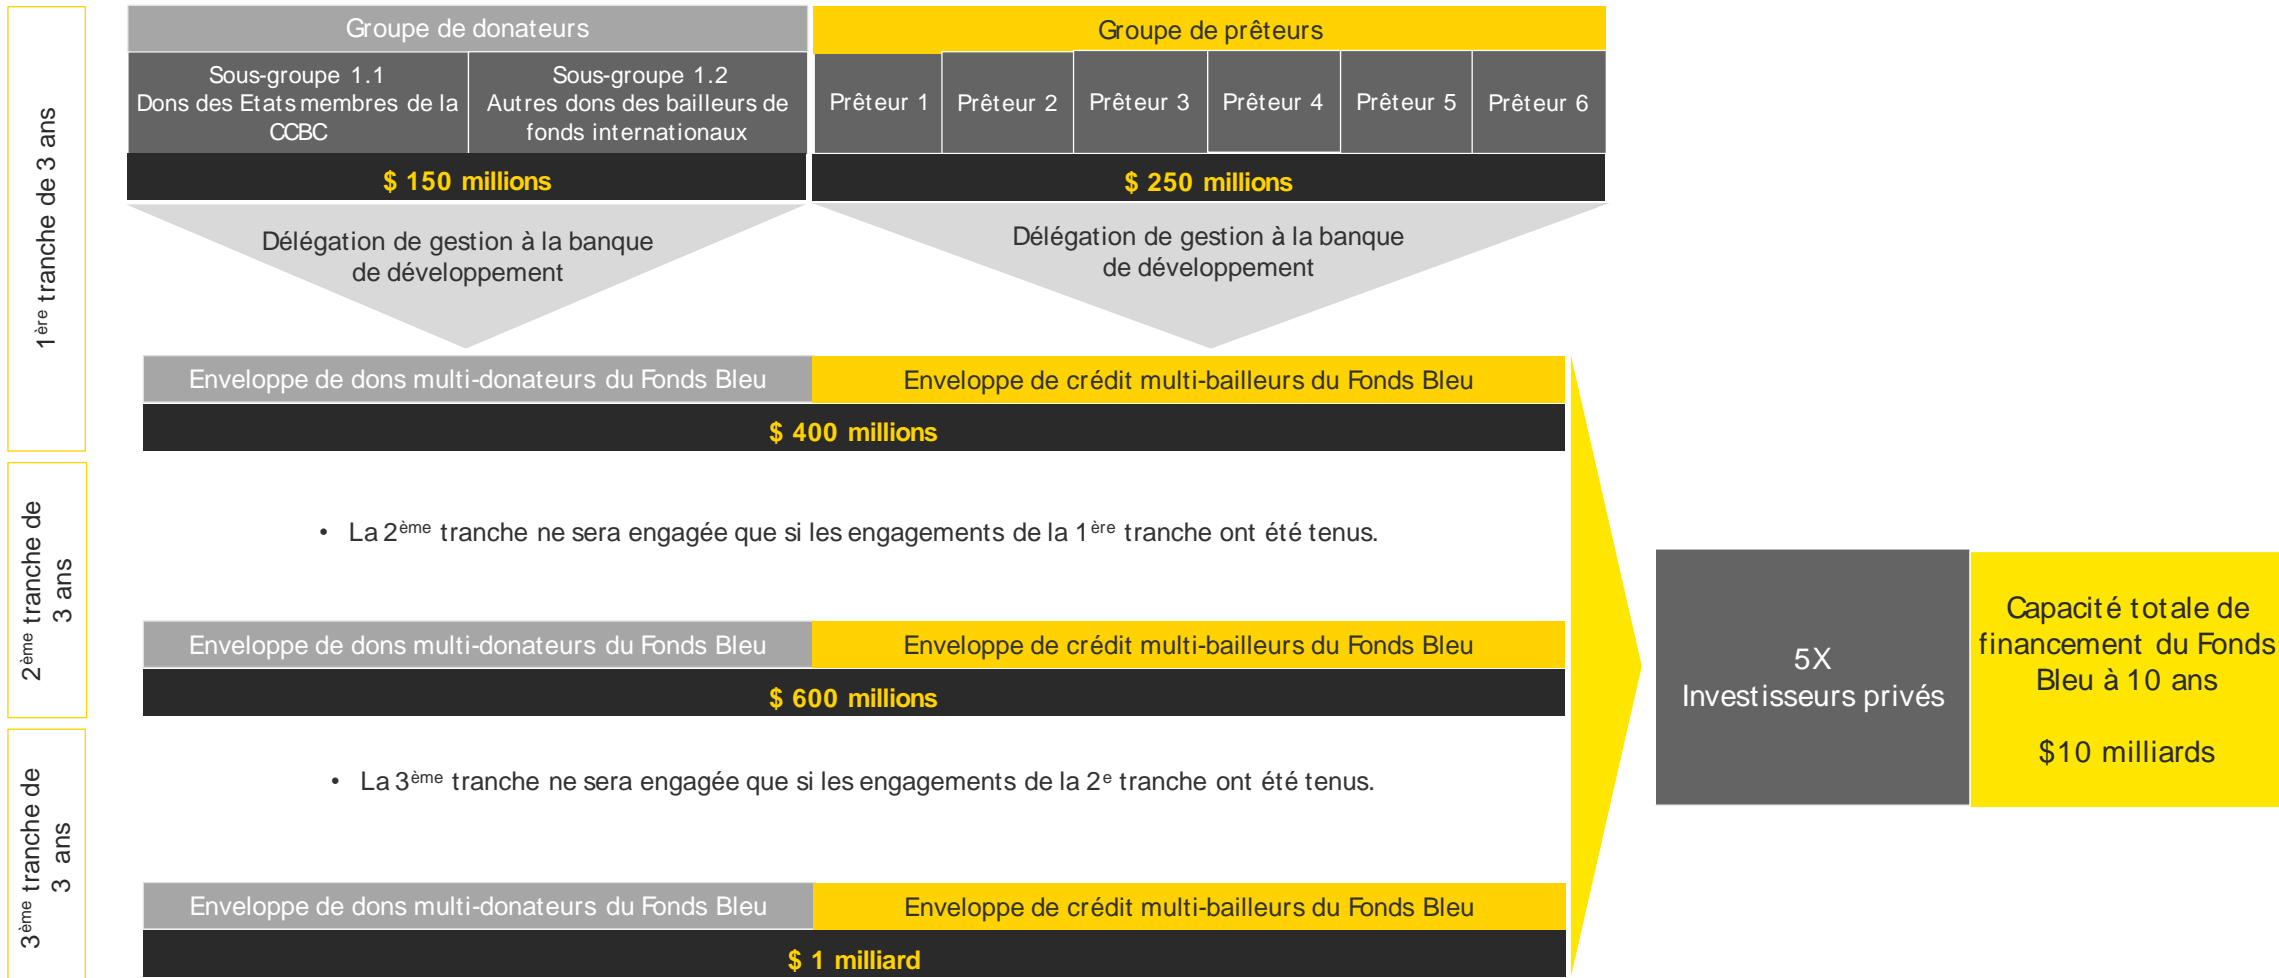 1ère tranche de 3 ans
Groupe de donateurs
Groupe de prêteurs
Sous-groupe 1.1
Dons des Etats membres de la
CCBC
Sous-groupe 1.2
Autres dons des bailleurs de
fonds internationaux
Prêteur 1
Prêteur 2
Prêteur 3
Prêteur 4
Prêteur 5
Prêteur 6
$ 150 millions
$ 250 millions
Délégation de gestion à la banque
de développement
Délégation de gestion à la banque
de développement
Enveloppe de dons multi-donateurs du Fonds Bleu
Enveloppe de crédit multi-bailleurs du Fonds Bleu
$ 400 millions
2ème tranche de
3 ans
• La 2ème tranche ne sera engagée que si les engagements de la 1ère tranche ont été tenus.
Enveloppe de dons multi-donateurs du Fonds Bleu
Enveloppe de crédit multi-bailleurs du Fonds Bleu
$ 600 millions
3ème tranche de
3 ans
• La 3ème tranche ne sera engagée que si les engagements de la 2e tranche ont été tenus.
Enveloppe de dons multi-donateurs du Fonds Bleu
Enveloppe de crédit multi-bailleurs du Fonds Bleu
$ 1 milliard
5X
Investisseurs privés
Capacité totale de
financement du Fonds
Bleu à 10 ans
$10 milliards